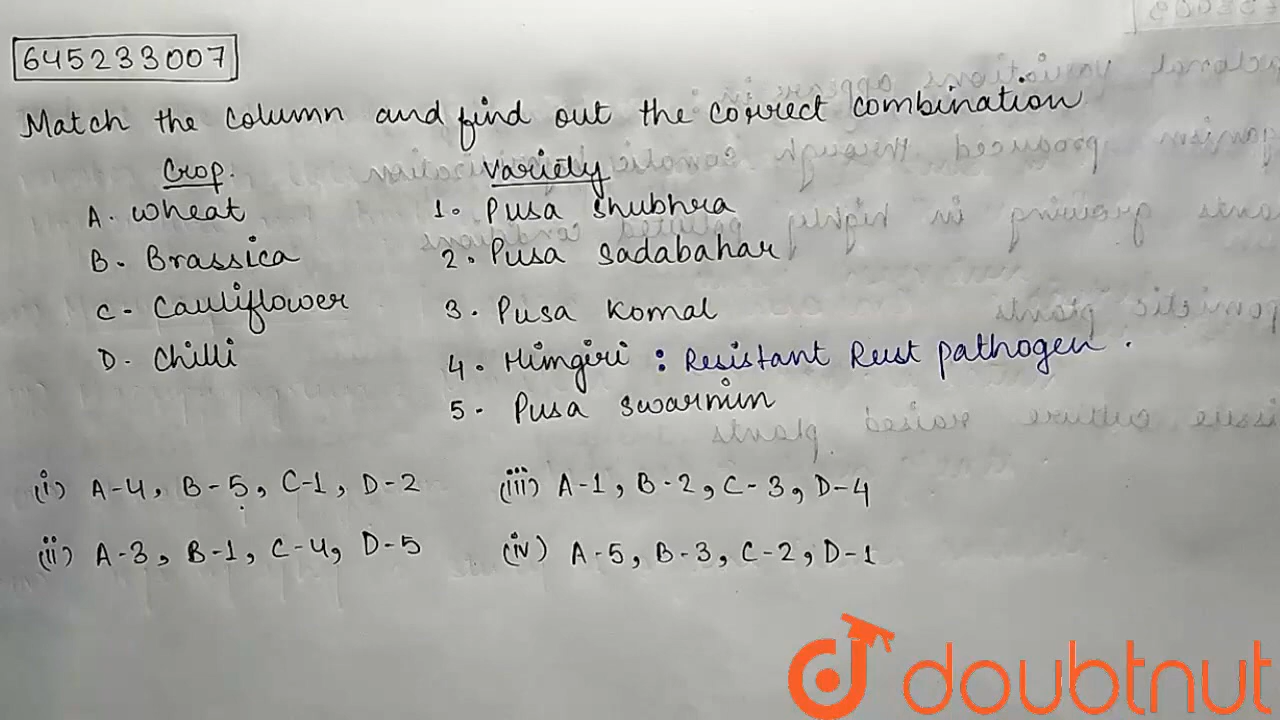 645233007
Match the column and find out the correct combination
Crop. Variety
A. Wheat 1. Pusa Shubhra
B. Brassica 2. Pusa Sadabahar
C- Cauliflower 3. Pusa Komal
D- Chilli 4. Himgiri : Resistant Rust pathogen.
5- Pusa Swarnim
(i) A-4, B-5, C-1, D-2 (iii) A-1, B-2, C-3, D-4
(ii) A-3, B-1, C-4, D-5 (iv) A-5, B-3, C-2, D-1
doubtnut